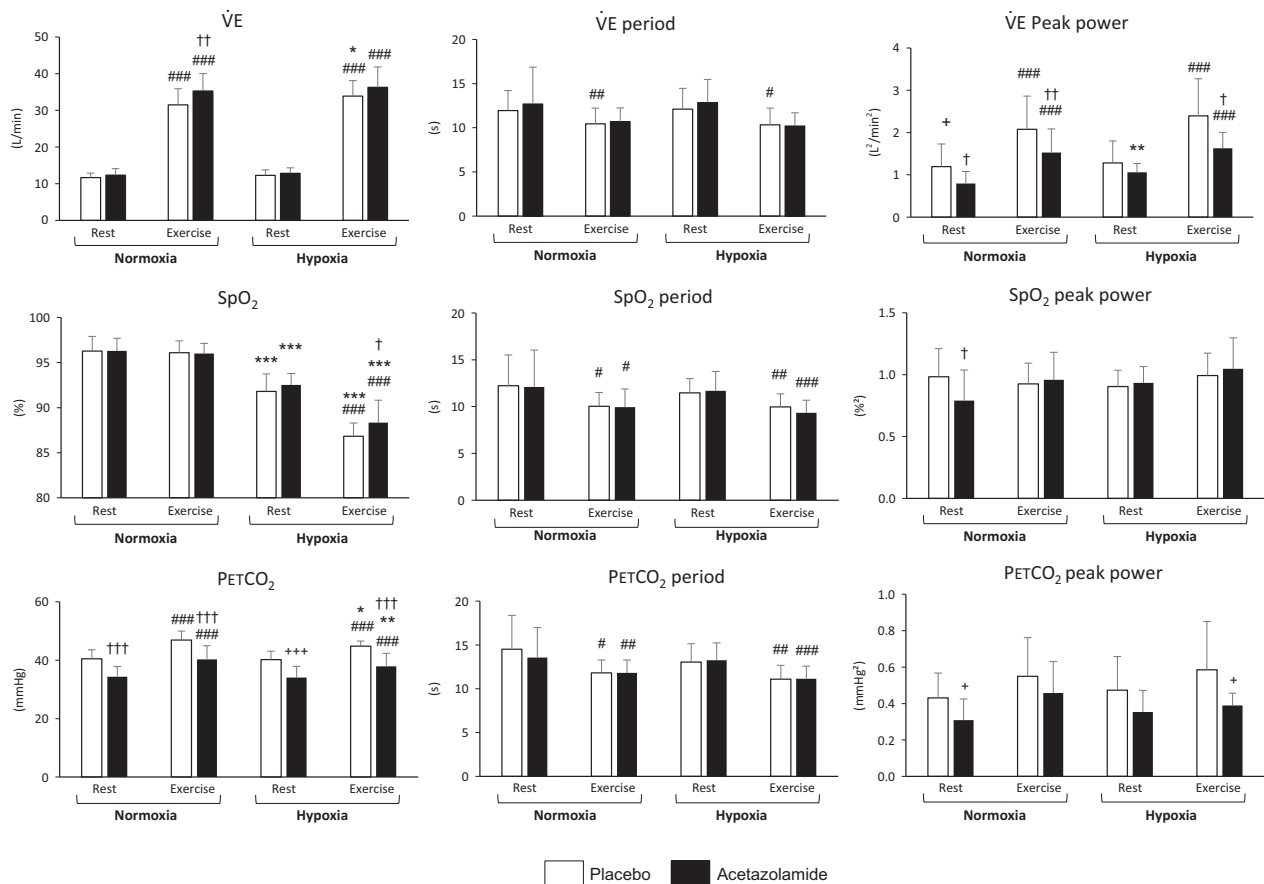 V̇E
50
40
30
20
10
0
(L/min)
###
††
###
*
###
###
Rest
Exercise
Rest
Exercise
Normoxia
Hypoxia
V̇E period
20
15
10
5
0
(s)
##
#
Rest
Exercise
Rest
Exercise
Normoxia
Hypoxia
V̇E Peak power
4
3
2
1
0
(L²/min²)
+
†
###
††
###
**
###
†
###
Rest
Exercise
Rest
Exercise
Normoxia
Hypoxia
SpO₂
100
95
90
85
80
(%)
***
***
***
###
†
***
###
Rest
Exercise
Rest
Exercise
Normoxia
Hypoxia
SpO₂ period
20
15
10
5
0
(s)
#
#
##
###
Rest
Exercise
Rest
Exercise
Normoxia
Hypoxia
SpO₂ peak power
1.5
1.0
0.5
0.0
(%²)
†
Rest
Exercise
Rest
Exercise
Normoxia
Hypoxia
PETCO₂
60
40
20
0
(mmHg)
†††
###
†††
###
+++
*
###
†††
**
###
Rest
Exercise
Rest
Exercise
Normoxia
Hypoxia
PETCO₂ period
20
15
10
5
0
(s)
#
##
##
###
Rest
Exercise
Rest
Exercise
Normoxia
Hypoxia
PETCO₂ peak power
1.0
0.8
0.6
0.4
0.2
0.0
(mmHg²)
+
+
Rest
Exercise
Rest
Exercise
Normoxia
Hypoxia
Placebo
Acetazolamide